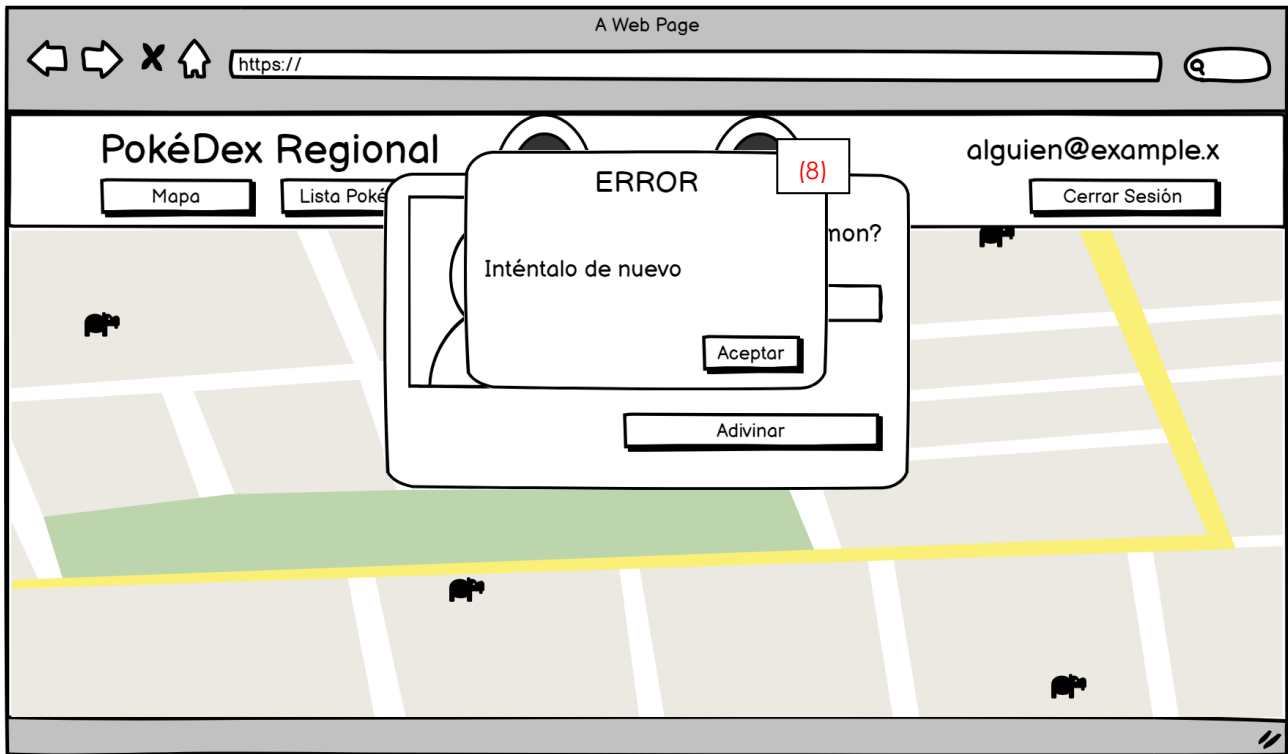 A Web Page
https://
PokéDex Regional
alguien@example.x
Mapa
Lista Poké
Cerrar Sesión
(8)
ERROR
mon?
Inténtalo de nuevo
Aceptar
Adivinar